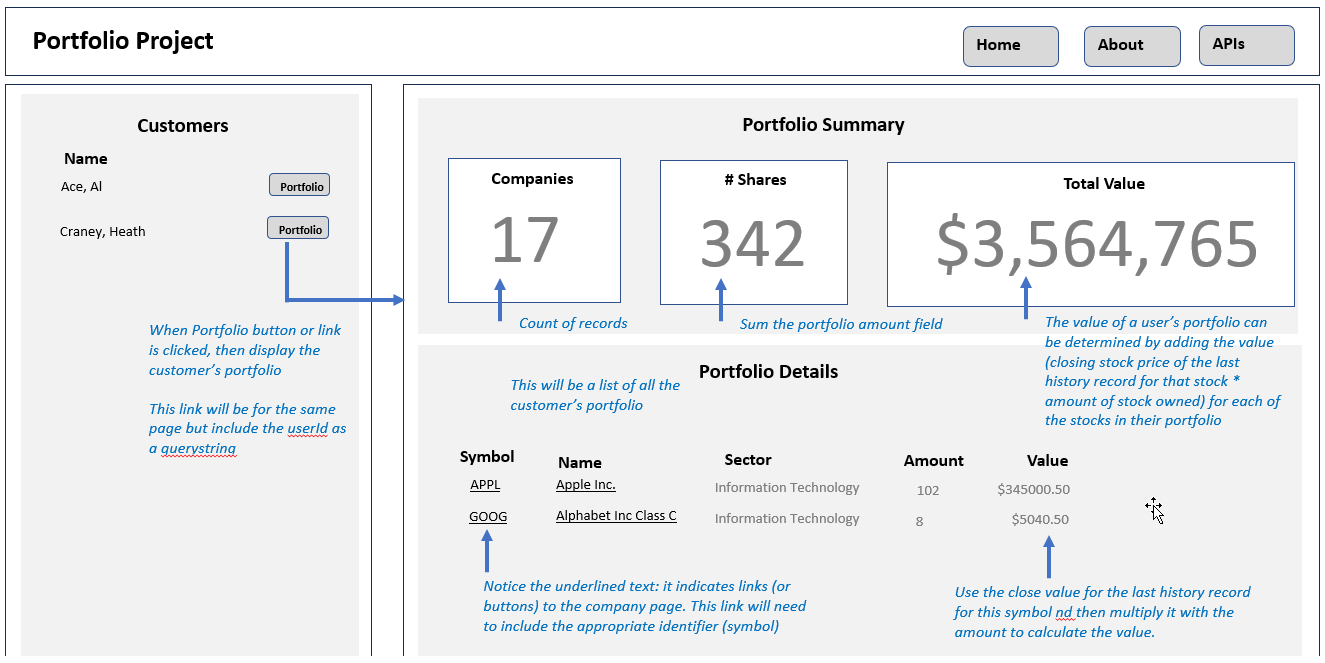 Portfolio Project
Home
About
APIs
Customers
Name
Ace, Al
Portfolio
Craney, Heath
Portfolio
When Portfolio button or link
is clicked, then display the
customer's portfolio
This link will be for the same
page but include the userId as
a querystring
Portfolio Summary
Companies
17
Count of records
# Shares
342
Sum the portfolio amount field
Total Value
$3,564,765
The value of a user's portfolio can
be determined by adding the value
(closing stock price of the last
history record for that stock *
amount of stock owned) for each of
the stocks in their portfolio
Portfolio Details
This will be a list of all the
customer's portfolio
Symbol Name Sector Amount Value
APPL Apple Inc. Information Technology 102 $345000.50
GOOG Alphabet Inc Class C Information Technology 8 $5040.50
Notice the underlined text: it indicates links (or
buttons) to the company page. This link will need
to include the appropriate identifier (symbol)
Use the close value for the last history record
for this symbol nd then multiply it with the
amount to calculate the value.